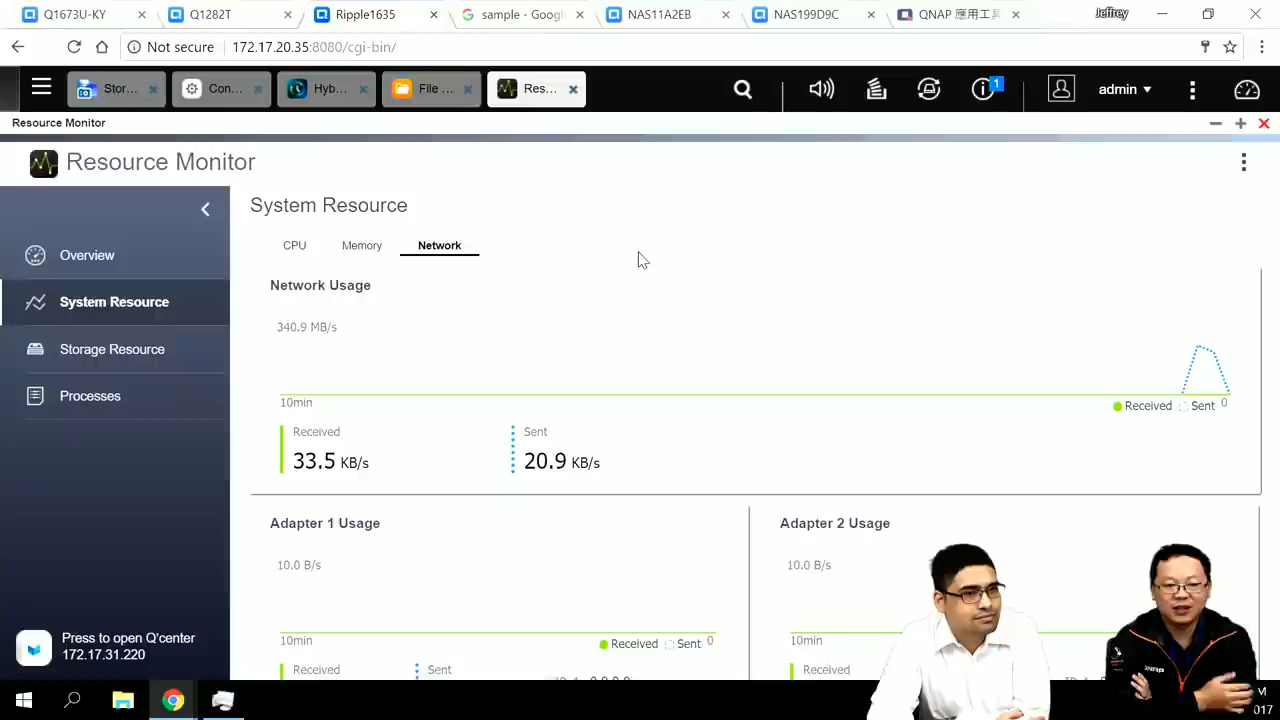 Q1673U-KY
Q1282T
Ripple1635
sample - Googl
NAS11A2EB
NAS199D9C
QNAP 應用工具
Jeffrey
Not secure
172.17.20.35:8080/cgi-bin/
Stor...
Con...
Hyb...
File ...
Res...
1
admin
Resource Monitor
Resource Monitor
Overview
System Resource
Storage Resource
Processes
Press to open Q'center
172.17.31.220
System Resource
CPU
Memory
Network
Network Usage
340.9 MB/s
10min
Received
Sent
0
Received
33.5 KB/s
Sent
20.9 KB/s
Adapter 1 Usage
10.0 B/s
10min
Received
Sent
0
Received
Sent
Adapter 2 Usage
10.0 B/s
10min
Received
QNAP
M
017